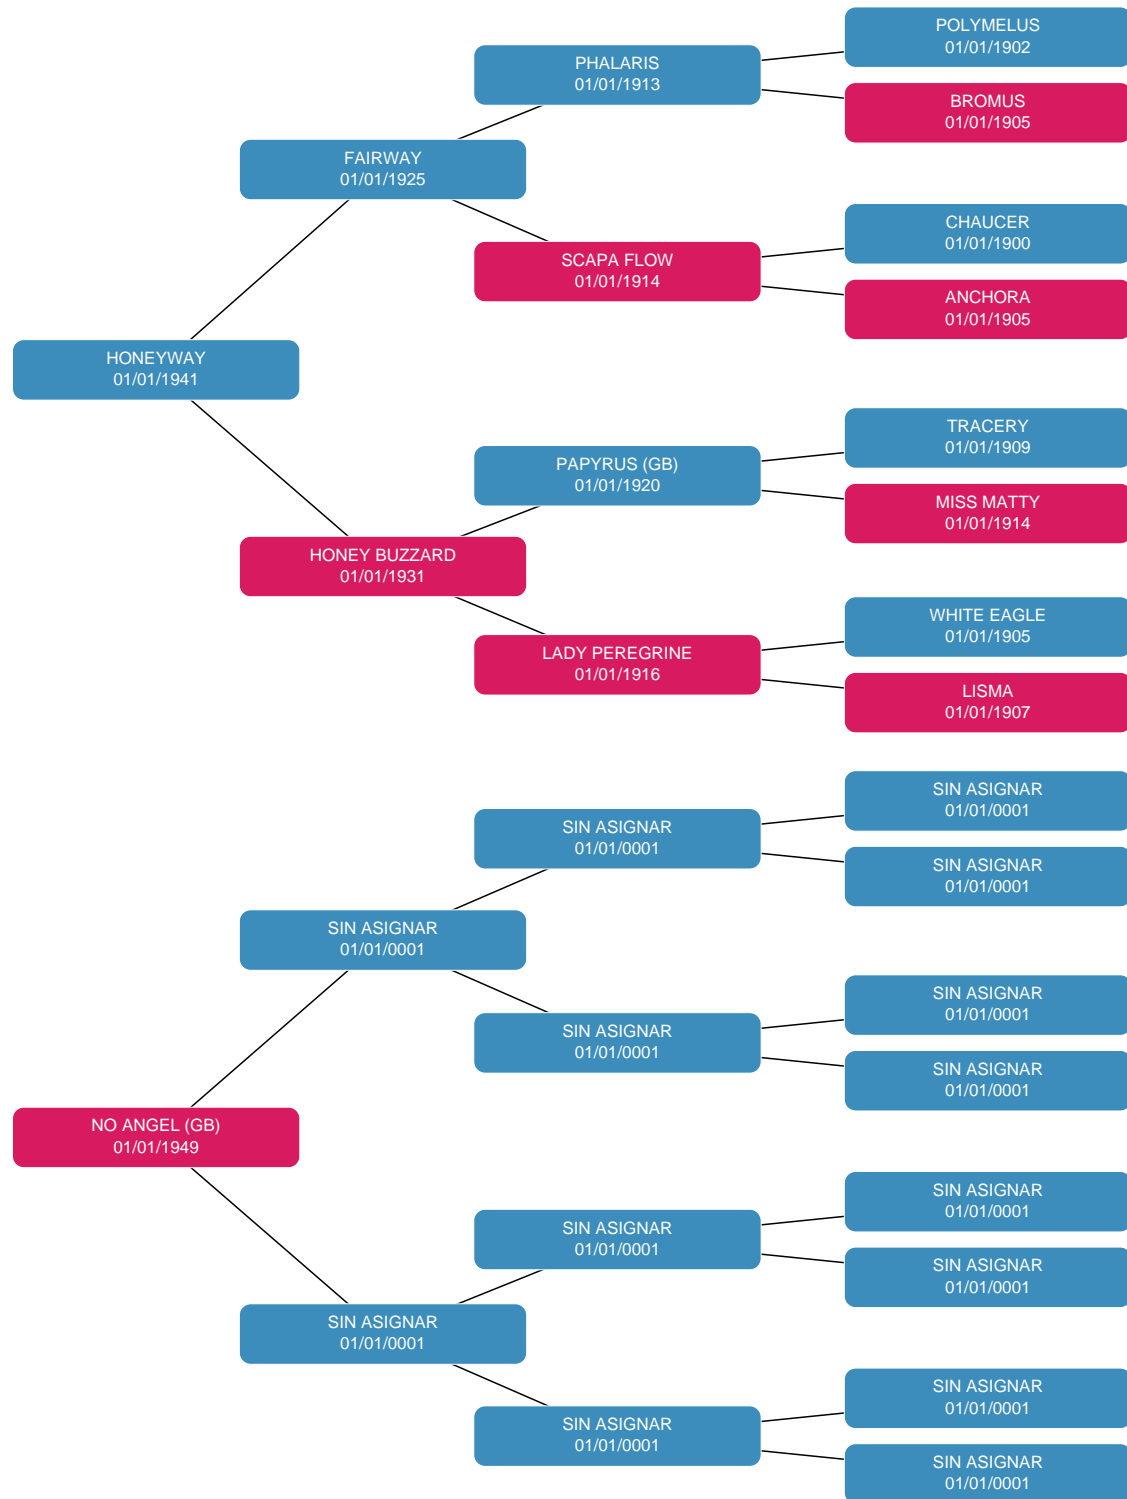 POLYMELUS
01/01/1902
PHALARIS
01/01/1913
BROMUS
01/01/1905
FAIRWAY
01/01/1925
CHAUCER
01/01/1900
SCAPA FLOW
01/01/1914
ANCHORA
01/01/1905
HONEYWAY
01/01/1941
TRACERY
01/01/1909
PAPYRUS (GB)
01/01/1920
MISS MATTY
01/01/1914
HONEY BUZZARD
01/01/1931
WHITE EAGLE
01/01/1905
LADY PEREGRINE
01/01/1916
LISMA
01/01/1907
SIN ASIGNAR
01/01/0001
SIN ASIGNAR
01/01/0001
SIN ASIGNAR
01/01/0001
SIN ASIGNAR
01/01/0001
SIN ASIGNAR
01/01/0001
SIN ASIGNAR
01/01/0001
SIN ASIGNAR
01/01/0001
NO ANGEL (GB)
01/01/1949
SIN ASIGNAR
01/01/0001
SIN ASIGNAR
01/01/0001
SIN ASIGNAR
01/01/0001
SIN ASIGNAR
01/01/0001
SIN ASIGNAR
01/01/0001
SIN ASIGNAR
01/01/0001
SIN ASIGNAR
01/01/0001